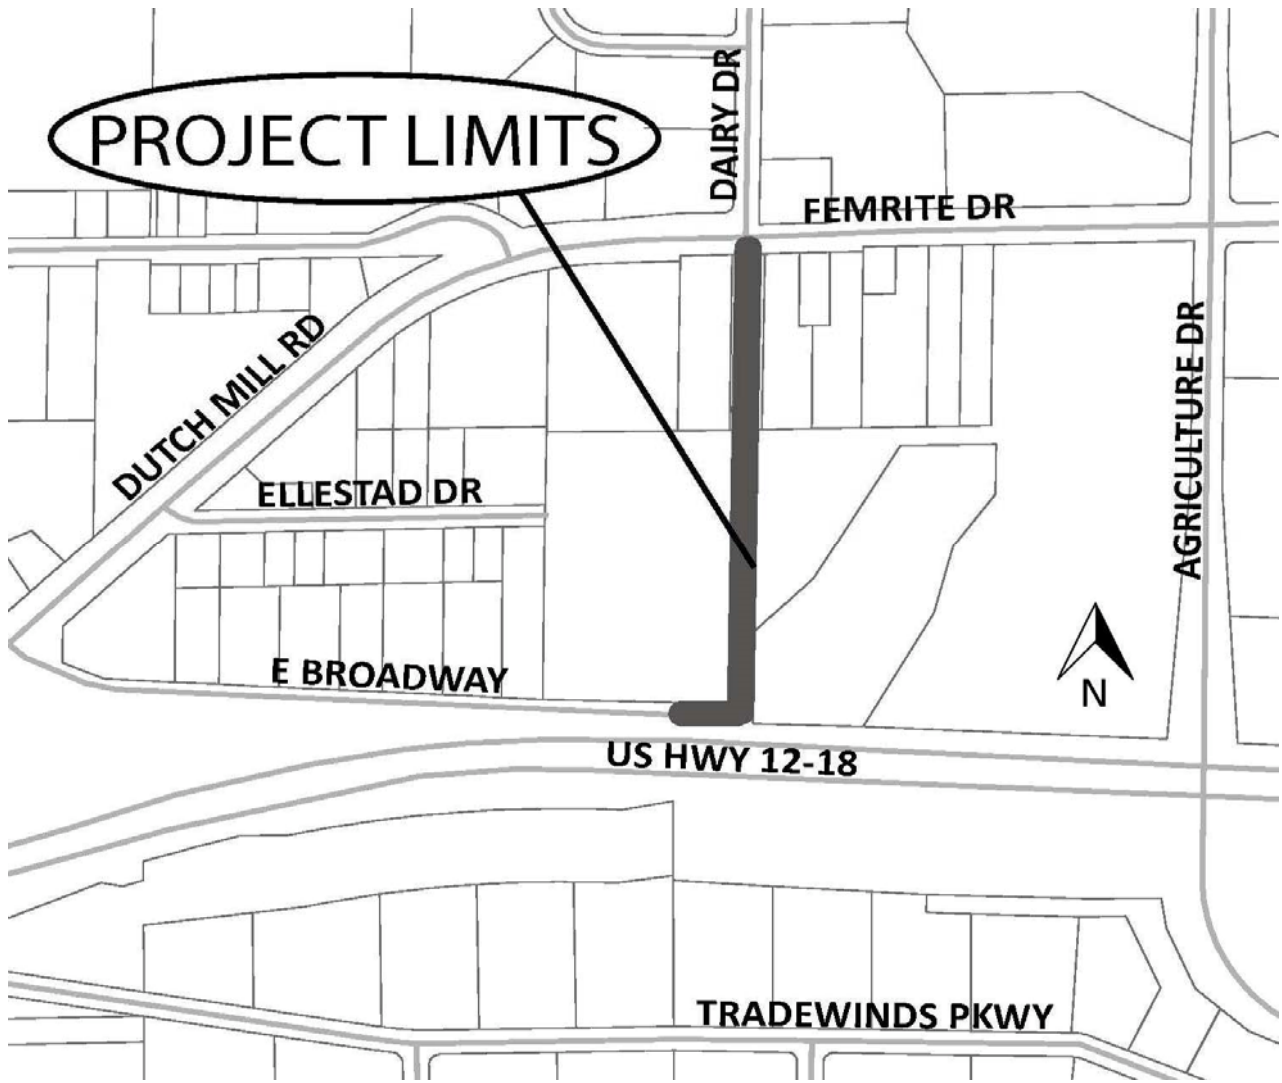 PROJECT LIMITS
DAIRY DR
FEMRITE DR
DUTCH MILL RD
AGRICULTURE DR
ELLESTAD DR
E BROADWAY
N
US HWY 12-18
TRADEWINDS PKWY